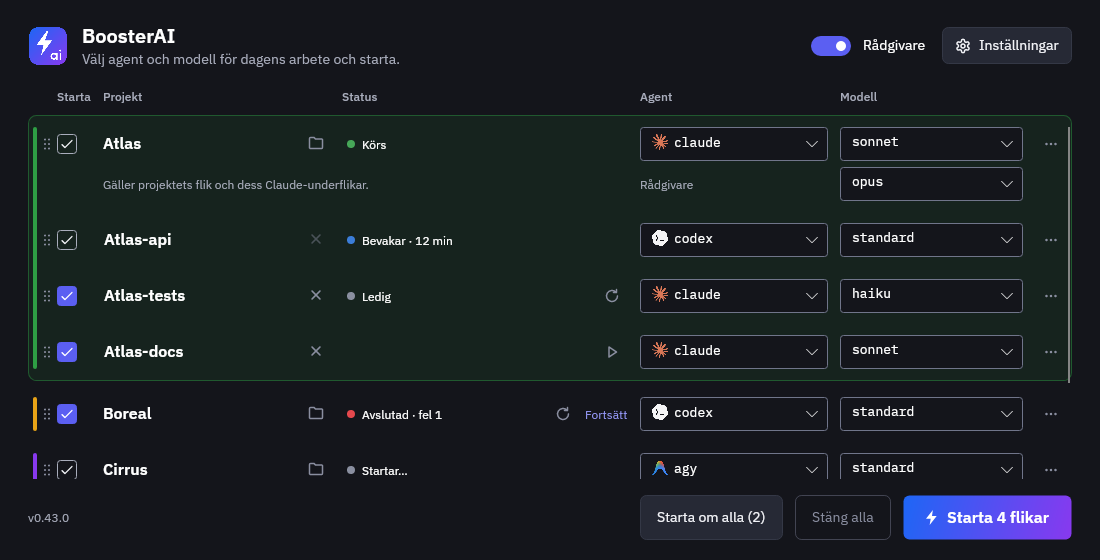 ai
BoosterAI
Välj agent och modell för dagens arbete och starta.
Rådgivare
Inställningar
Starta Projekt Status Agent Modell
Atlas Körs claude sonnet
Gäller projektets flik och dess Claude-underflikar. Rådgivare opus
Atlas-api Bevakar · 12 min codex standard
Atlas-tests Ledig claude haiku
Atlas-docs claude sonnet
Boreal Avslutad · fel 1 Fortsätt codex standard
Cirrus Startar... agy standard
v0.43.0 Starta om alla (2) Stäng alla Starta 4 flikar